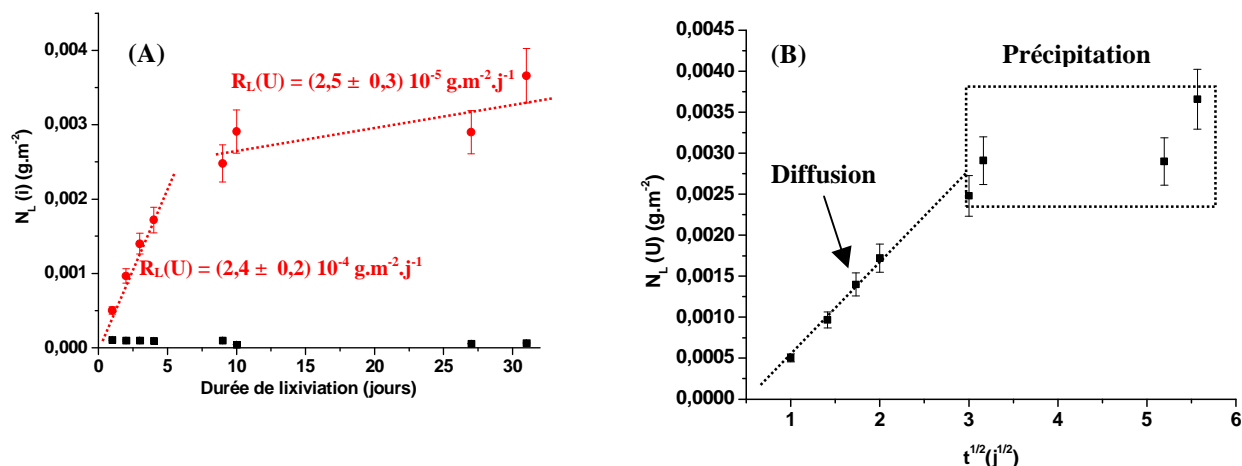 (A)
R_L(U) = (2,5 ± 0,3) 10^-5 g.m^-2.j^-1
R_L(U) = (2,4 ± 0,2) 10^-4 g.m^-2.j^-1
N_L (i) (g.m^-2)
0,004
0,003
0,002
0,001
0,000
0 5 10 15 20 25 30
Durée de lixiviation (jours)
(B)
Précipitation
Diffusion
N_L (U) (g.m^-2)
0,0045
0,0040
0,0035
0,0030
0,0025
0,0020
0,0015
0,0010
0,0005
0,0000
1 2 3 4 5 6
t^1/2(j^1/2)